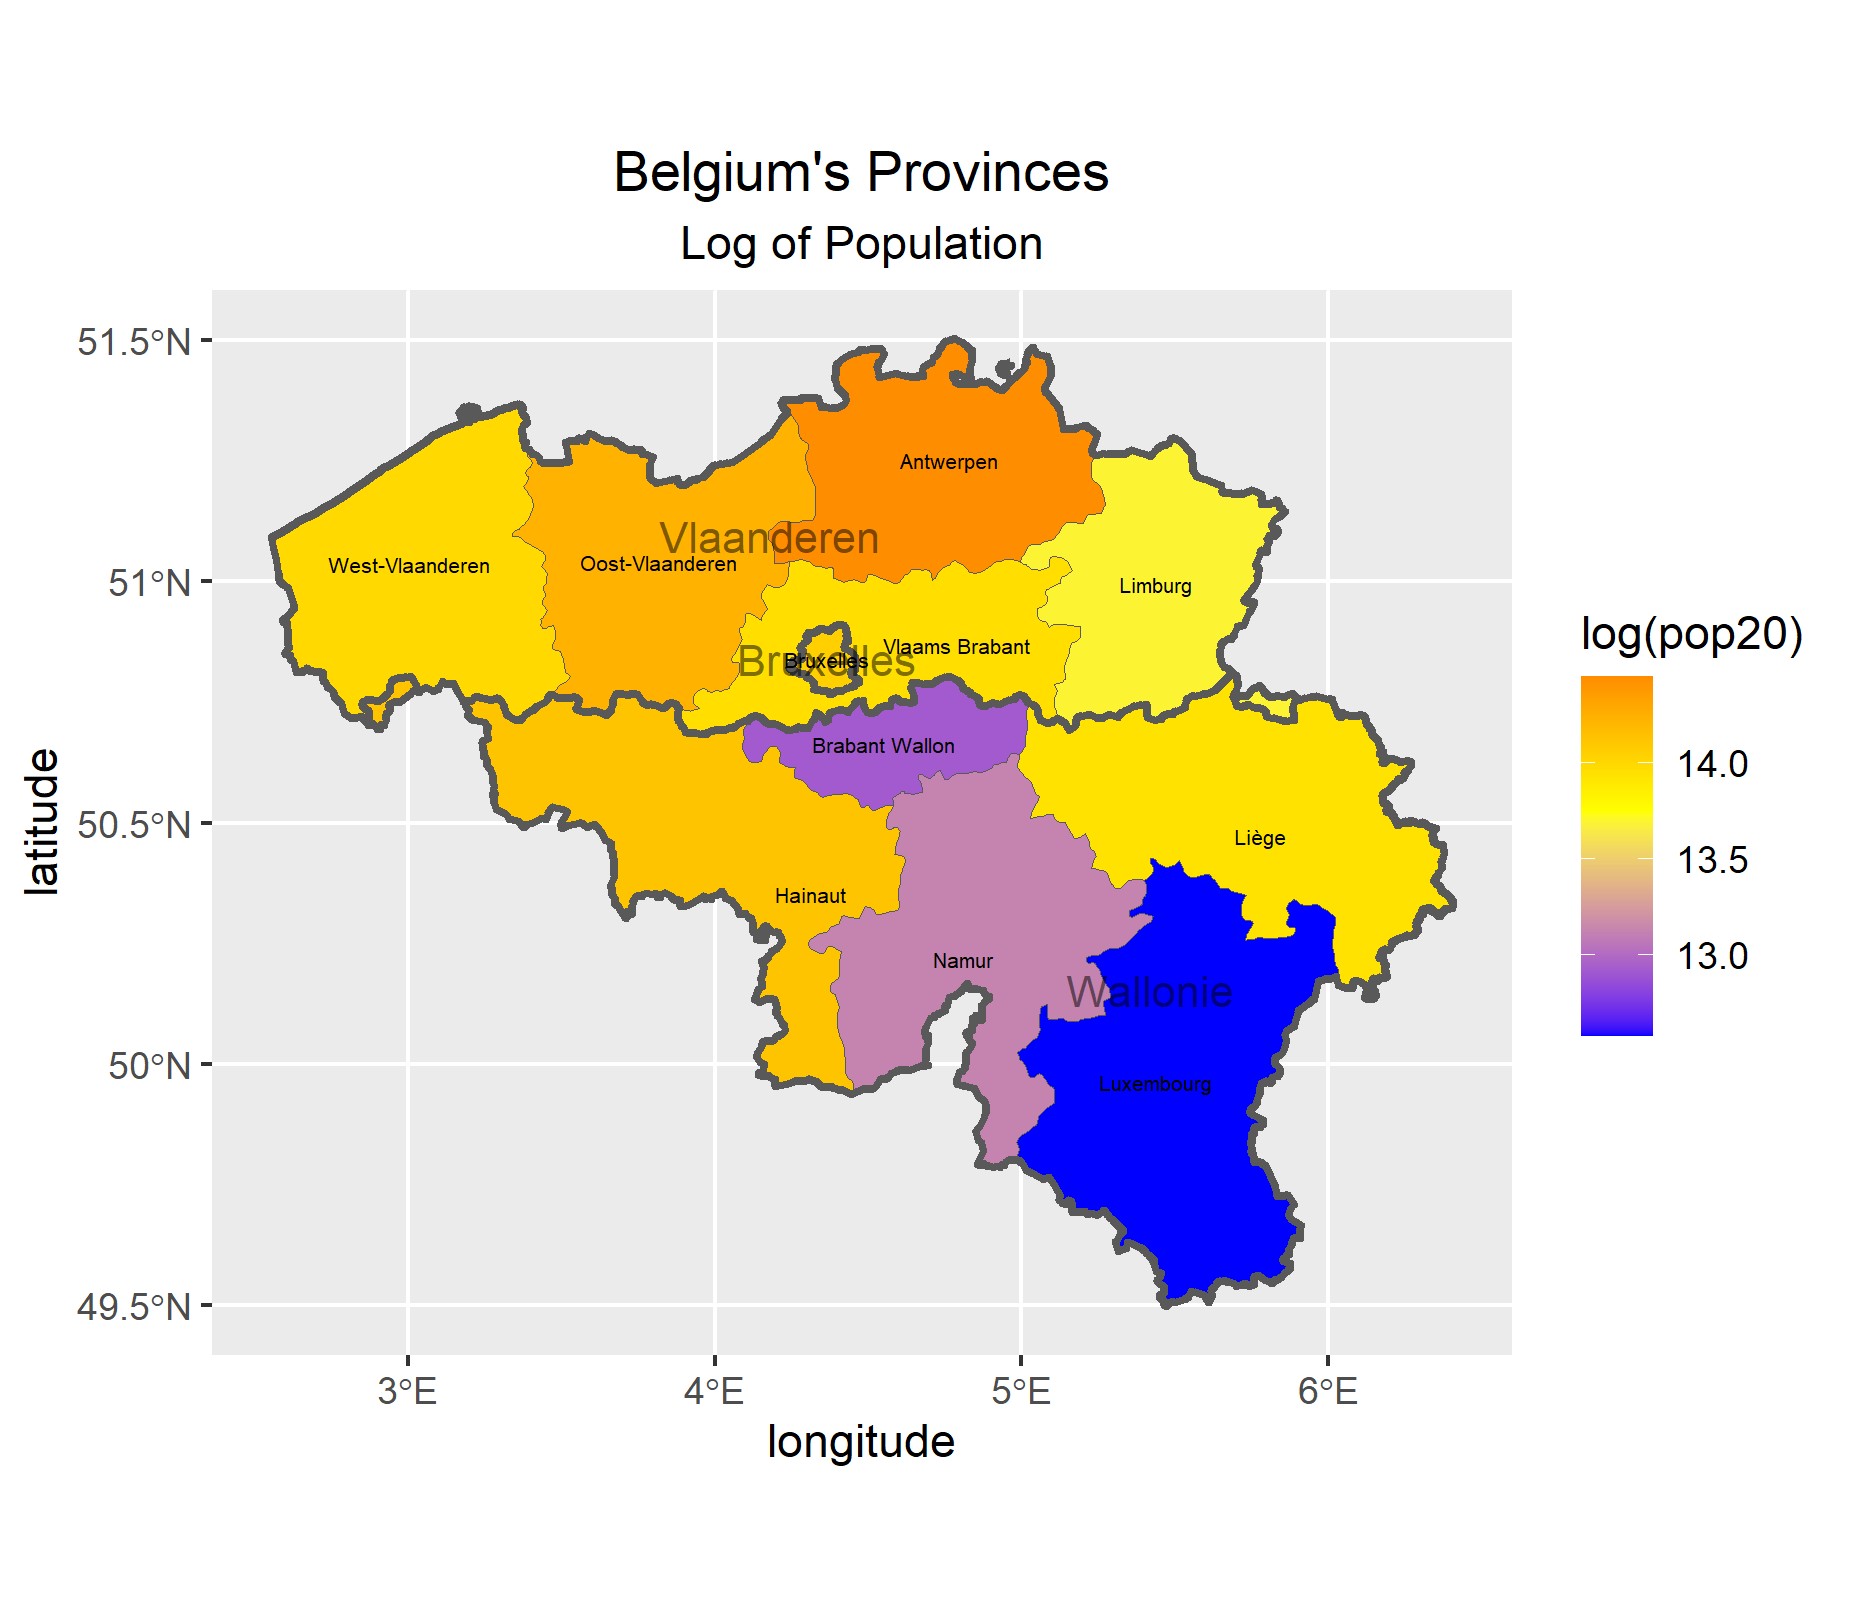 Belgium's Provinces
Log of Population
51.5°N
51°N
50.5°N
50°N
49.5°N
latitude
Antwerpen
Vlaanderen
West-Vlaanderen
Oost-Vlaanderen
Limburg
Vlaams Brabant
Bruxelles
Bruxelles
Brabant Wallon
Liège
Hainaut
Namur
Wallonie
Luxembourg
3°E
4°E
5°E
6°E
longitude
log(pop20)
14.0
13.5
13.0